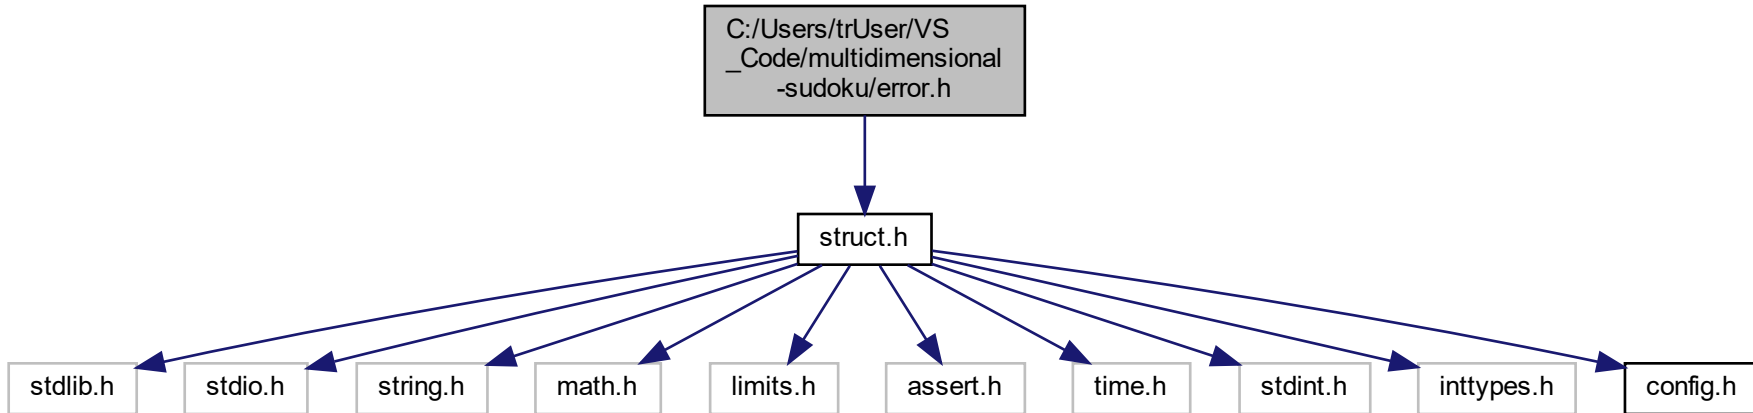 C:/Users/trUser/VS
_Code/multidimensional
-sudoku/error.h
struct.h
stdlib.h
stdio.h
string.h
math.h
limits.h
assert.h
time.h
stdint.h
inttypes.h
config.h